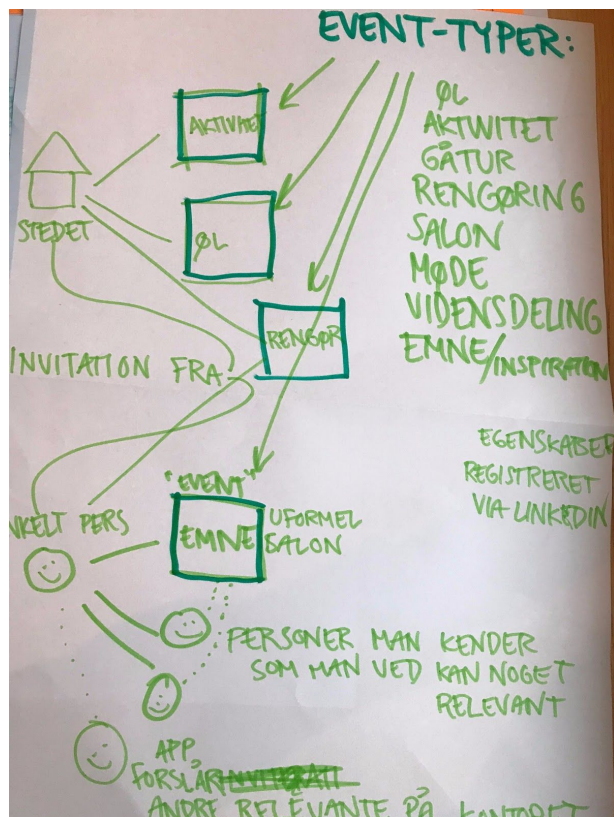 EVENT-TYPER:
ØL
AKTIVITET
GÅTUR
RENGØRING
SALON
MØDE
VIDENSDELING
EMNE/INSPIRATION
AKTIVITET
STEDET
ØL
RENGØR
INVITATION FRA
EGENSKABER
REGISTRERET
VIA LINKEDIN
"EVENT"
NKELT PERS
EMNE
UFORMEL
SALON
PERSONER MAN KENDER
SOM MAN VED KAN NOGET
RELEVANT
APP
FORSLÅR
ANDRE RELEVANTE PÅ KONTORET